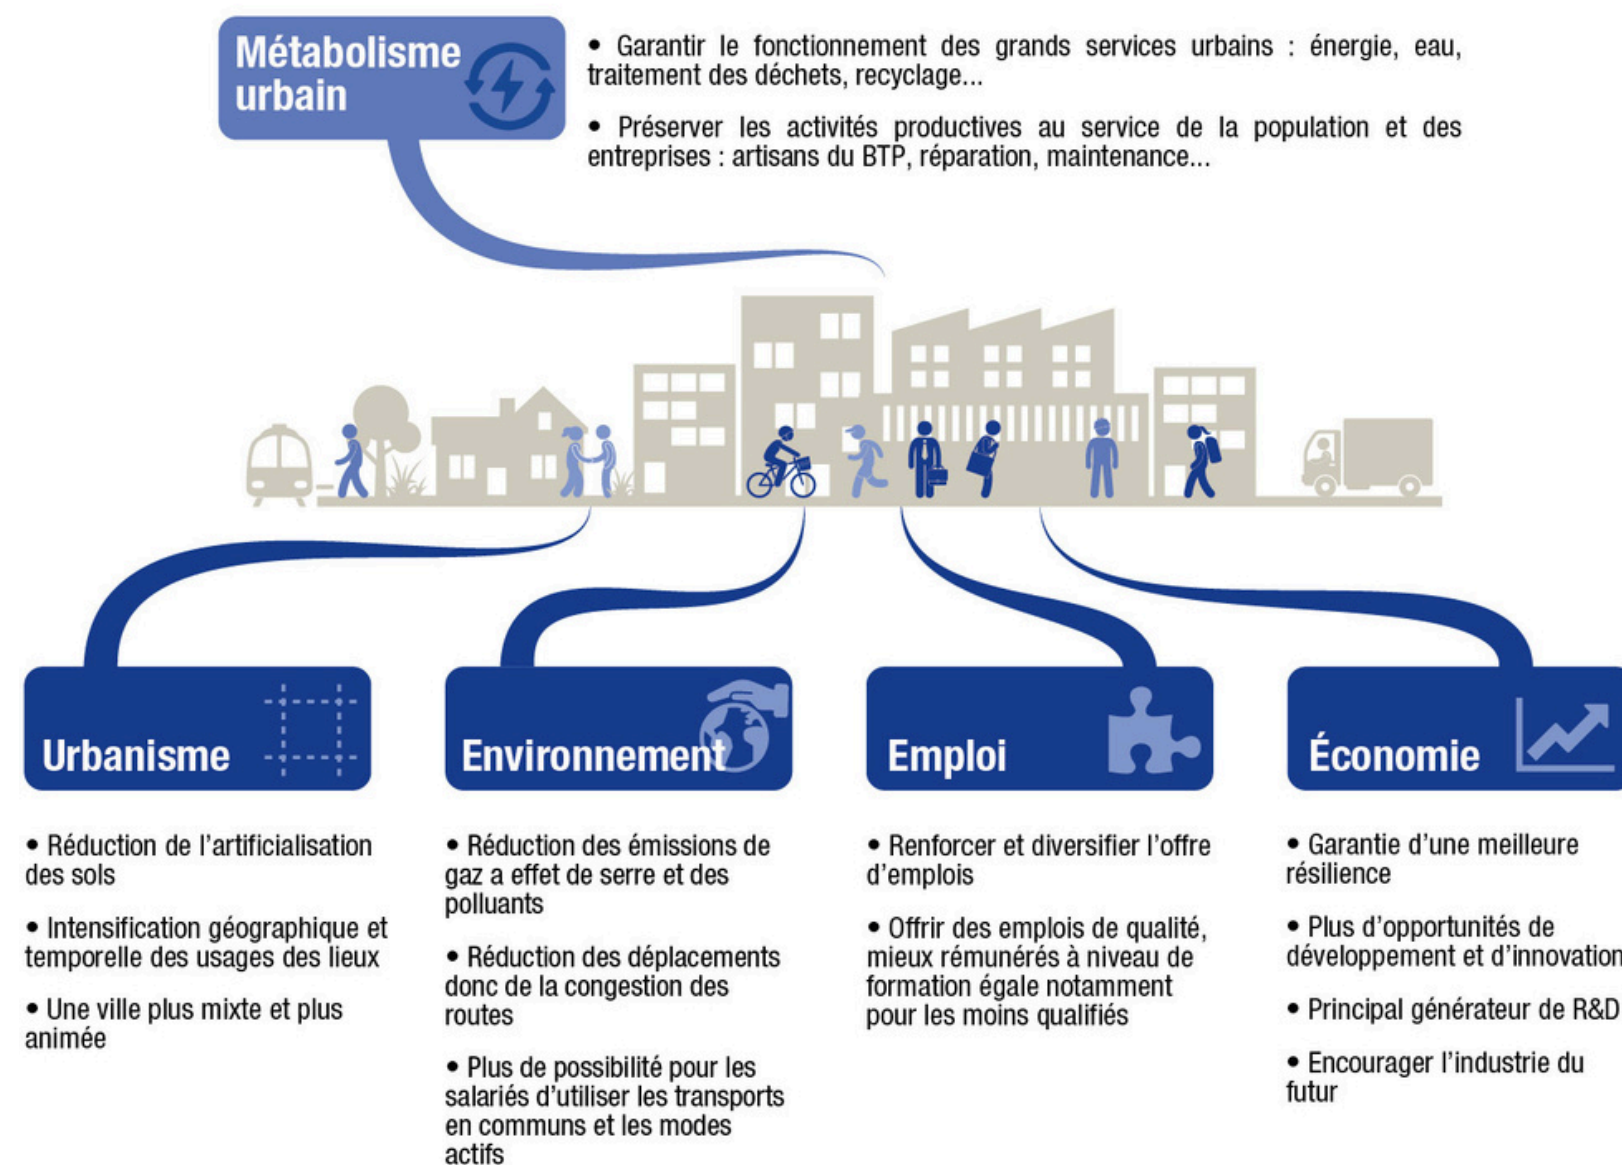 Métabolisme
urbain
• Garantir le fonctionnement des grands services urbains : énergie, eau,
traitement des déchets, recyclage...
• Préserver les activités productives au service de la population et des
entreprises : artisans du BTP, réparation, maintenance...
Urbanisme
• Réduction de l’artificialisation
des sols
• Intensification géographique et
temporelle des usages des lieux
• Une ville plus mixte et plus
animée
Environnement
• Réduction des émissions de
gaz a effet de serre et des
polluants
• Réduction des déplacements
donc de la congestion des
routes
• Plus de possibilité pour les
salariés d’utiliser les transports
en communs et les modes
actifs
Emploi
• Renforcer et diversifier l’offre
d’emplois
• Offrir des emplois de qualité,
mieux rémunérés à niveau de
formation égale notamment
pour les moins qualifiés
Économie
• Garantie d’une meilleure
résilience
• Plus d’opportunités de
développement et d’innovation
• Principal générateur de R&D
• Encourager l’industrie du
futur